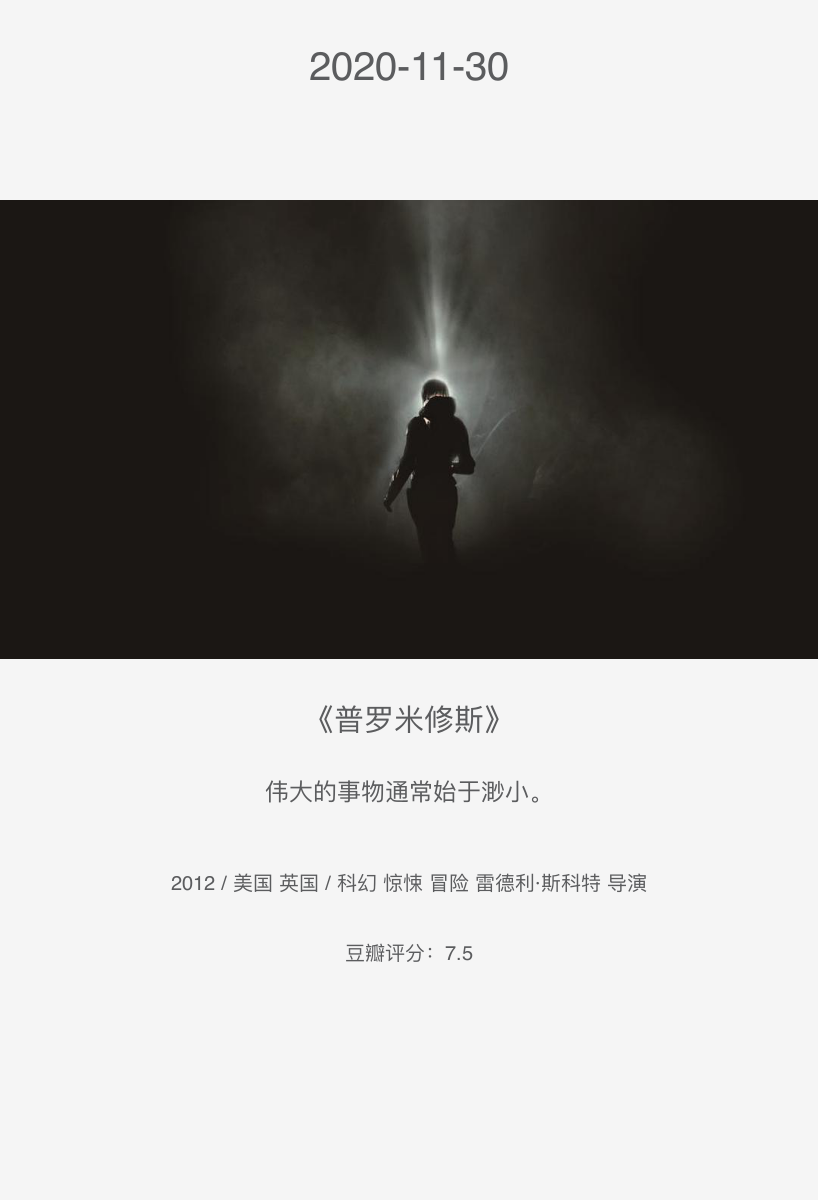 2020-11-30
《普罗米修斯》
伟大的事物通常始于渺小。
2012 / 美国 英国 / 科幻 惊悚 冒险 雷德利·斯科特 导演
豆瓣评分：7.5